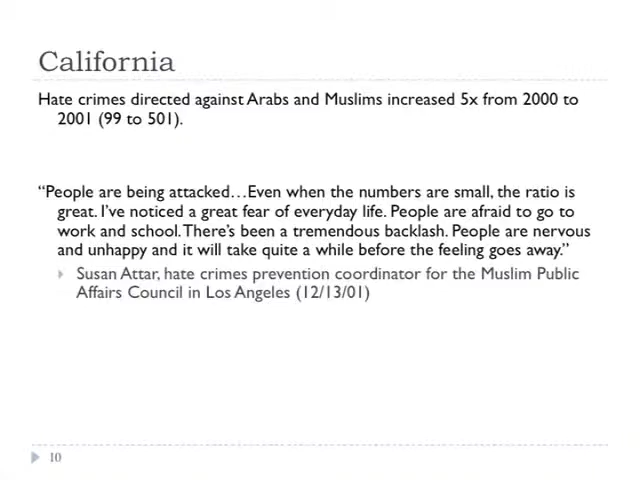 California
Hate crimes directed against Arabs and Muslims increased 5x from 2000 to
2001 (99 to 501).
“People are being attacked…Even when the numbers are small, the ratio is
great. I’ve noticed a great fear of everyday life. People are afraid to go to
work and school. There’s been a tremendous backlash. People are nervous
and unhappy and it will take quite a while before the feeling goes away.”
Susan Attar, hate crimes prevention coordinator for the Muslim Public
Affairs Council in Los Angeles (12/13/01)
10